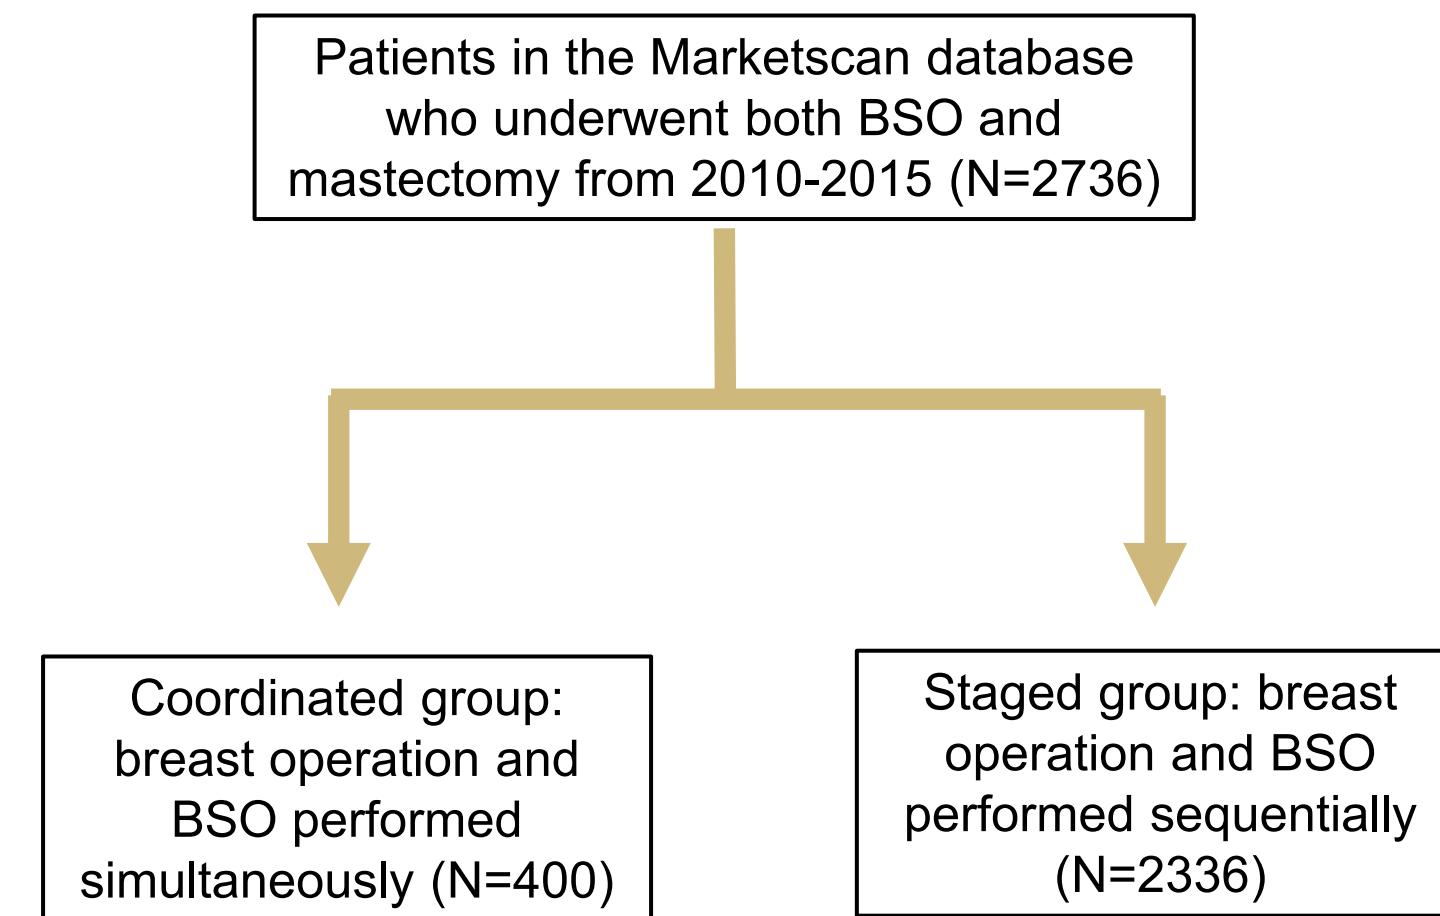 Patients in the Marketscan database
who underwent both BSO and
mastectomy from 2010-2015 (N=2736)
Coordinated group:
breast operation and
BSO performed
simultaneously (N=400)
Staged group: breast
operation and BSO
performed sequentially
(N=2336)